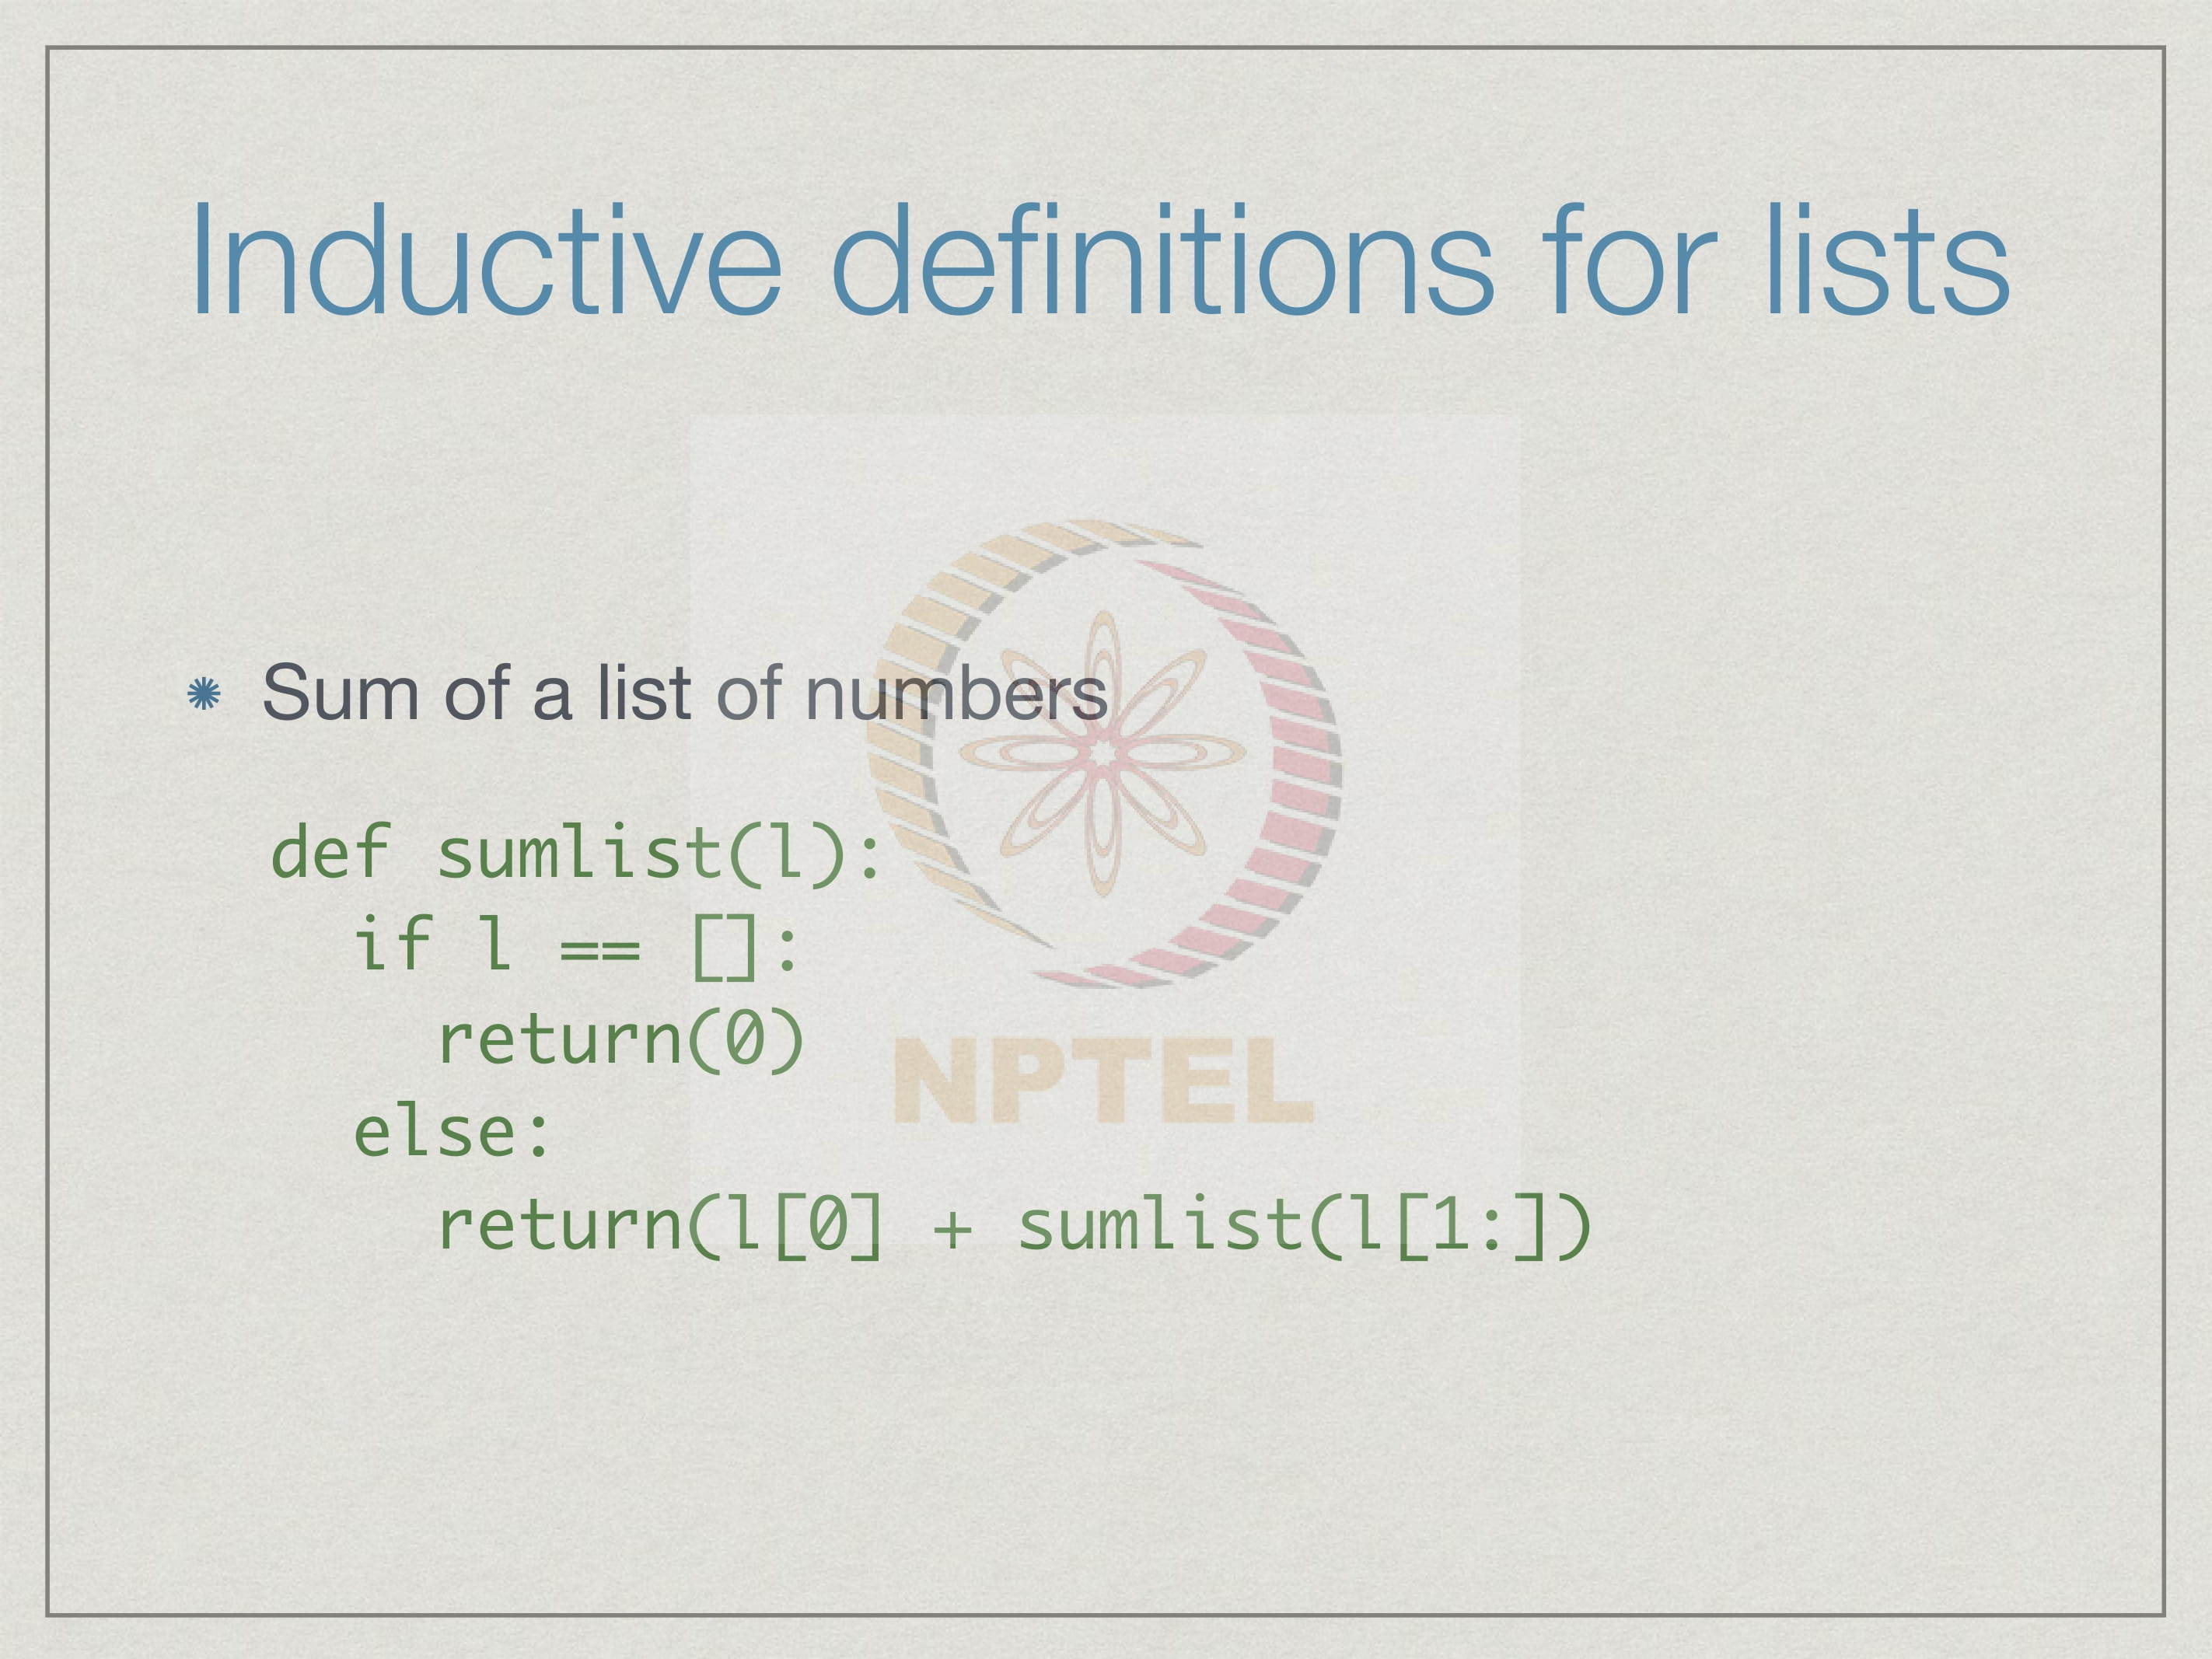 Inductive definitions for lists
Sum of a list of numbers
def sumlist(l):
  if l == []:
    return(0)
  else:
    return(l[0] + sumlist(l[1:])
NPTEL